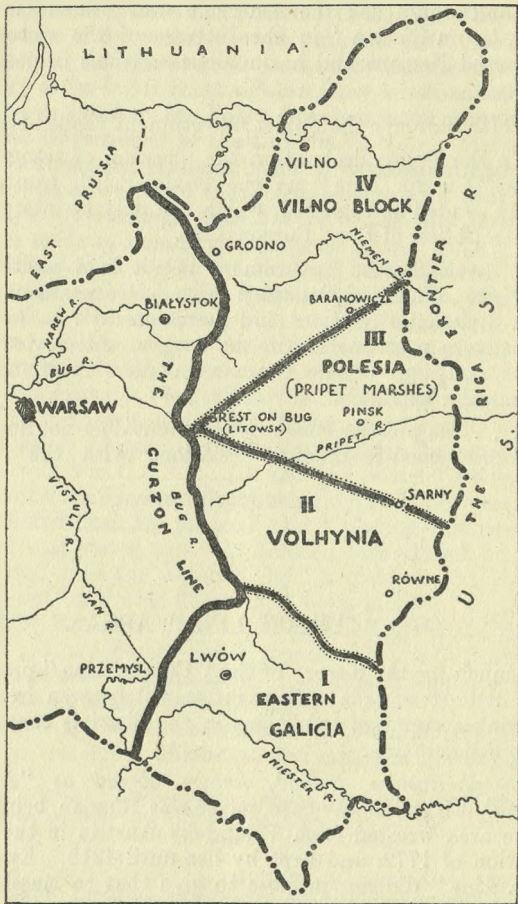 LITHUANIA
VILNO
IV
VILNO BLOCK
EAST PRUSSIA
GRODNO
NIEMEN R.
R
BARANOWICZE
BIAŁYSTOK
NAREW R.
BUG R.
THE RIGA FRONTIER
III
POLESIA
(PRIPET MARSHES)
WARSAW
BREST ON BUG
(LITOWSK)
PINSK
PRIPET R.
S
THE CURZON LINE
BUG R.
SARNY
II
VOLHYNIA
VISTULA R.
SAN R.
RÓWNE
U
PRZEMYSL
LWÓW
I
EASTERN
GALICIA
DNIESTER